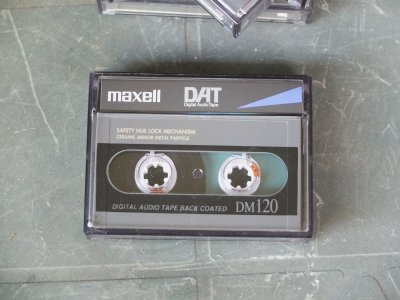 maxell
DAT
Digital Audio Tape
SAFETY HUB LOCK MECHANISM
CERAMIC ARMOR METAL PARTICLE
DIGITAL AUDIO TAPE BACK COATED DM120